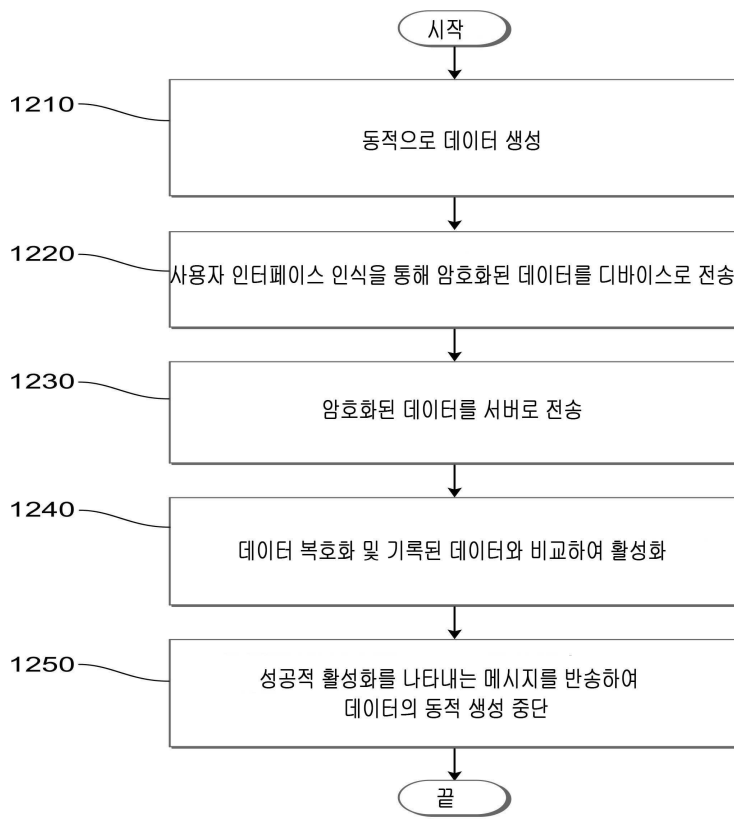 시작
1210
동적으로 데이터 생성
1220
사용자 인터페이스 인식을 통해 암호화된 데이터를 디바이스로 전송
1230
암호화된 데이터를 서버로 전송
1240
데이터 복호화 및 기록된 데이터와 비교하여 활성화
1250
성공적 활성화를 나타내는 메시지를 반송하여
데이터의 동적 생성 중단
끝